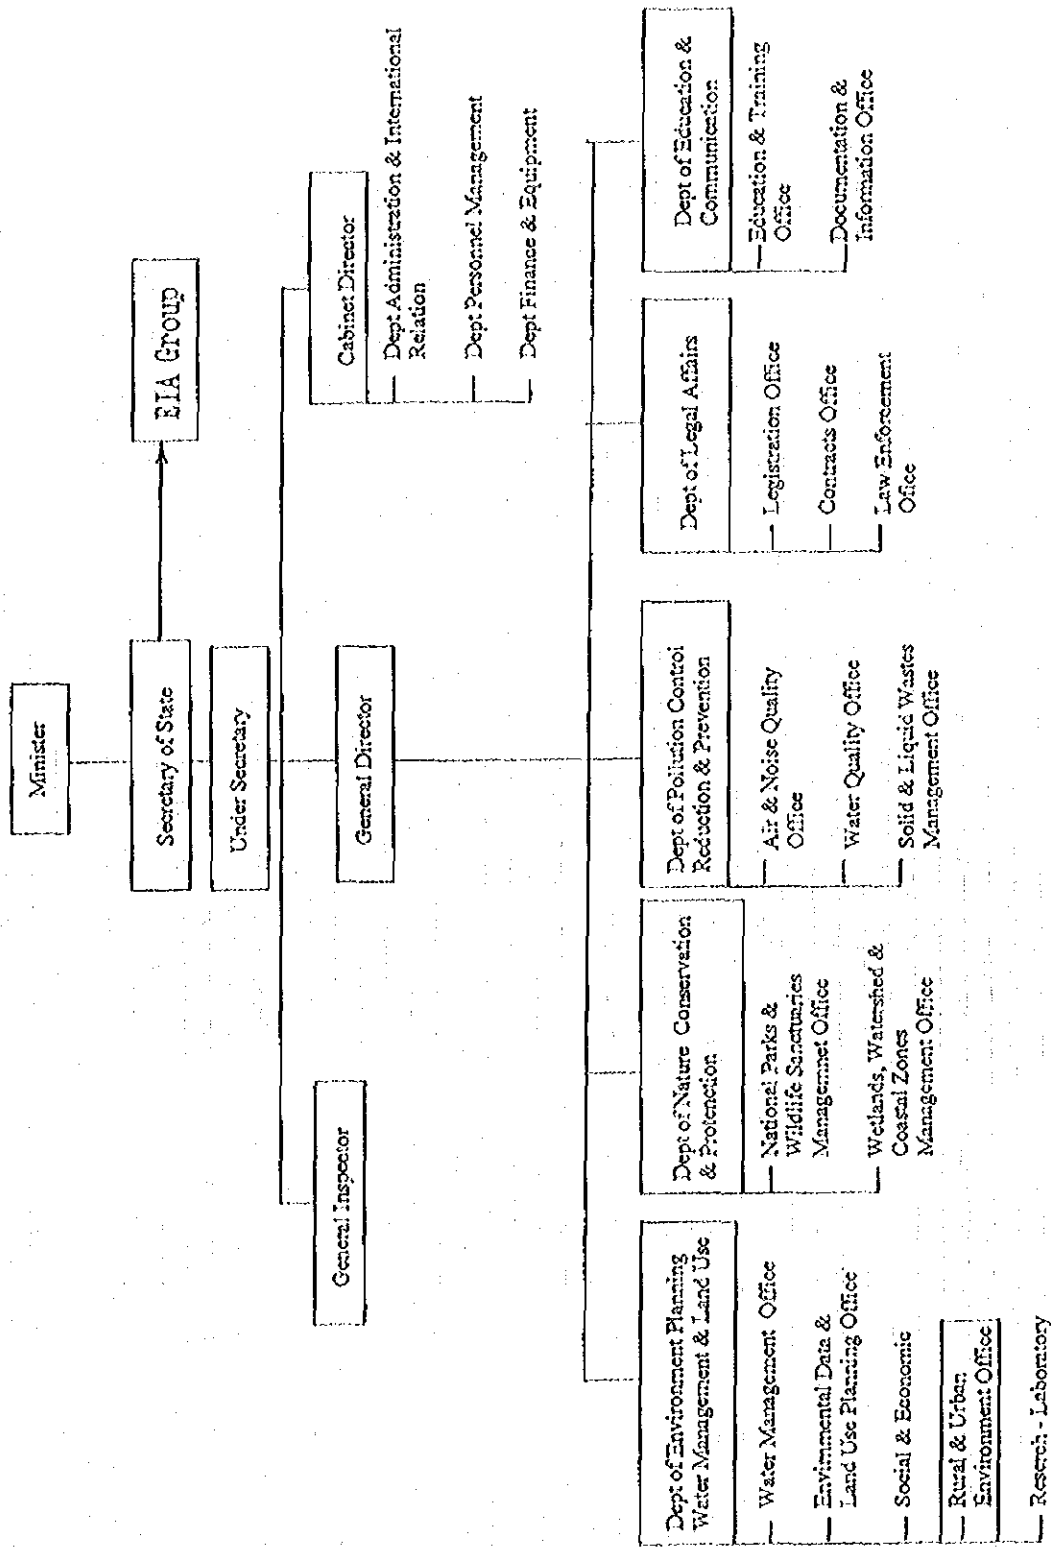 Minister
Secretary of State
EIA Group
Under Secretary
General Inspector
General Director
Cabinet Director
Dept Administration & International
Relation
Dept Personnel Management
Dept Finance & Equipment
Dept of Environment Planning
Water Management & Land Use
Water Management Office
Envirnmental Data &
Land Use Planning Office
Social & Economic
Rural & Urban
Environment Office
Reserch - Laboratory
Dept of Nature Conservation
& Protenction
National Parks &
Wildlife Sanctuaries
Managemnet Office
Wetlands, Watershed &
Coastal Zones
Management Office
Dept of Pollution Control
Reduction & Prevention
Air & Noise Quality
Office
Water Quality Office
Solid & Liquid Wastes
Management Office
Dept of Legal Affairs
Legistration Office
Contracts Office
Law Enforcement
Ofice
Dept of Education &
Communication
Education & Training
Office
Documentation &
Information Office